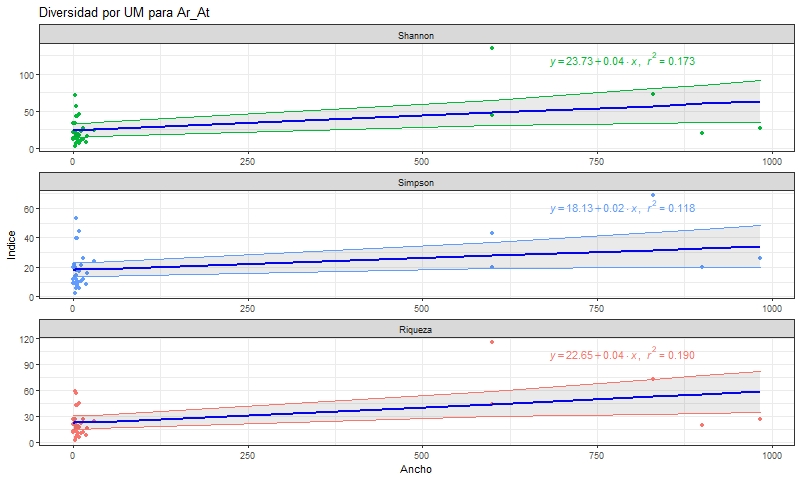 Diversidad por UM para Ar_At
Shannon
y = 23.73 + 0.04 · x, r² = 0.173
100
50
0
0 250 500 750 1000
Simpson
y = 18.13 + 0.02 · x, r² = 0.118
60
40
20
0
0 250 500 750 1000
Indice
Riqueza
y = 22.65 + 0.04 · x, r² = 0.190
120
90
60
30
0
0 250 500 750 1000
Ancho